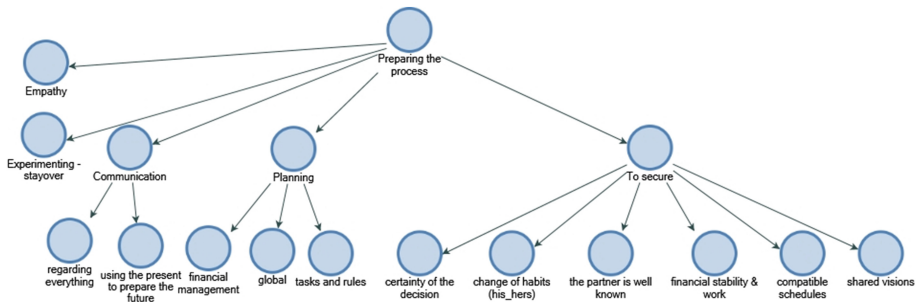 Preparing the
process
Empathy
Experimenting -
stayover
Communication
Planning
To secure
regarding
everything
using the present
to prepare the
future
financial
management
global
tasks and rules
certainty of the
decision
change of habits
(his_hers)
the partner is well
known
financial stability &
work
compatible
schedules
shared visions